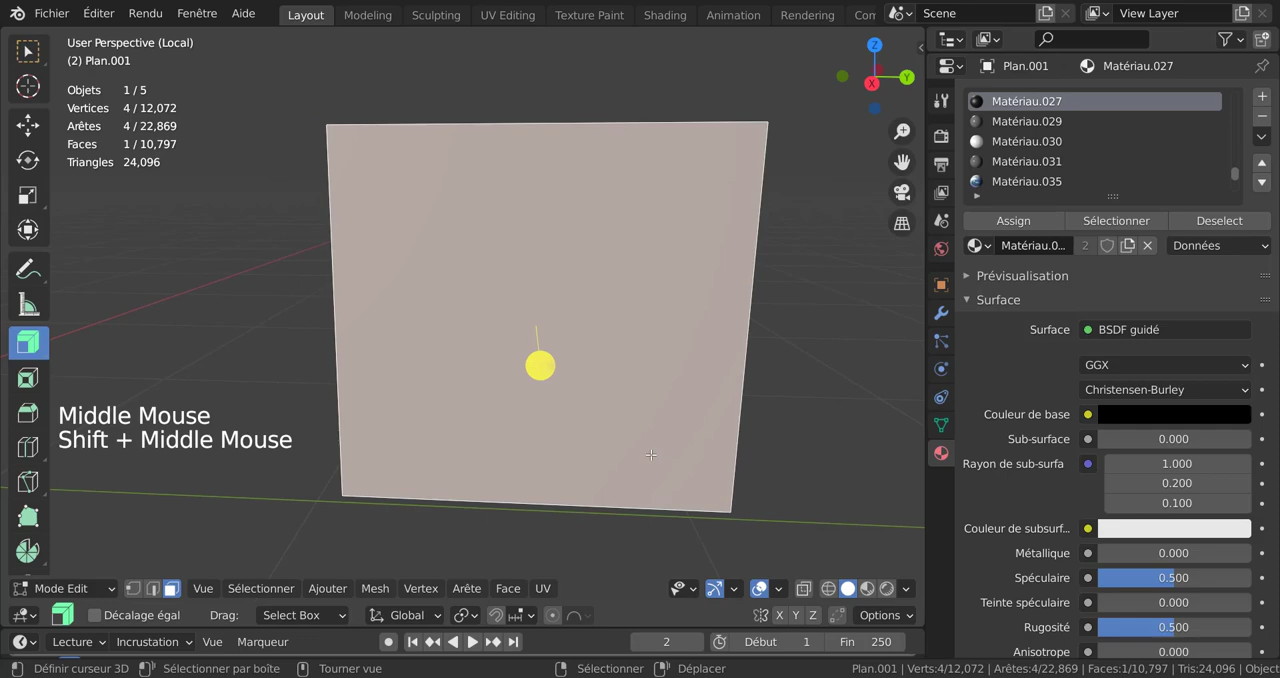 Fichier Éditer Rendu Fenêtre Aide Layout Modeling Sculpting UV Editing Texture Paint Shading Animation Rendering Com Scene View Layer
User Perspective (Local)
(2) Plan.001
Objets 1 / 5
Vertices 4 / 12,072
Arêtes 4 / 22,869
Faces 1 / 10,797
Triangles 24,096
Z
Y
X
Middle Mouse
Shift + Middle Mouse
Plan.001 Matériau.027
Matériau.027
Matériau.029
Matériau.030
Matériau.031
Matériau.035
Assign Sélectionner Deselect
Matériau.0... 2 Données
Prévisualisation
Surface
Surface BSDF guidé
GGX
Christensen-Burley
Couleur de base
Sub-surface 0.000
Rayon de sub-surfa 1.000
0.200
0.100
Couleur de subsurf...
Métallique 0.000
Spéculaire 0.500
Teinte spéculaire 0.000
Rugosité 0.500
Anisotrope 0.000
Mode Edit Vue Sélectionner Ajouter Mesh Vertex Arête Face UV
Décalage égal Drag: Select Box Global X Y Z Options
Lecture Incrustation Vue Marqueur 2 Début 1 Fin 250
Définir curseur 3D Sélectionner par boîte Tourner vue Sélectionner Déplacer Plan.001 | Verts:4/12,072 | Arêtes:4/22,869 | Faces:1/10,797 | Tris:24,096 | Object